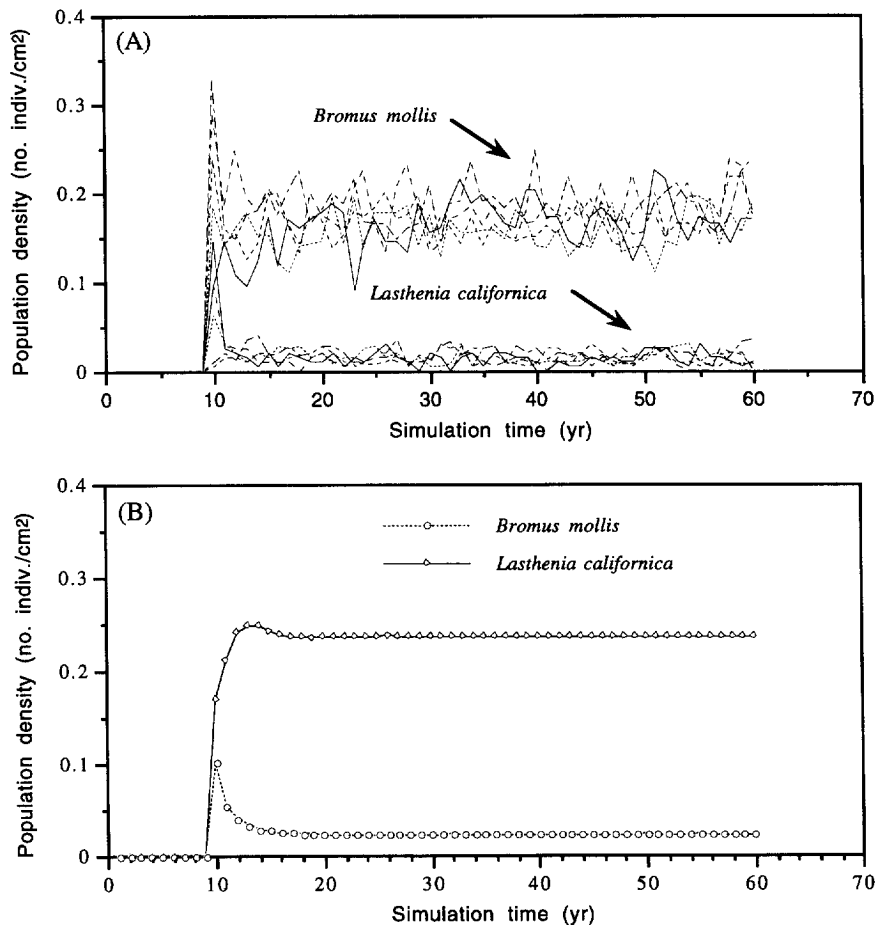 (A)
Population density (no. indiv./cm2)
0.4
0.3
0.2
0.1
0
Bromus mollis
Lasthenia californica
0 10 20 30 40 50 60 70
Simulation time (yr)
(B)
Population density (no. indiv./cm2)
0.4
0.3
0.2
0.1
0
Bromus mollis
Lasthenia californica
0 10 20 30 40 50 60 70
Simulation time (yr)